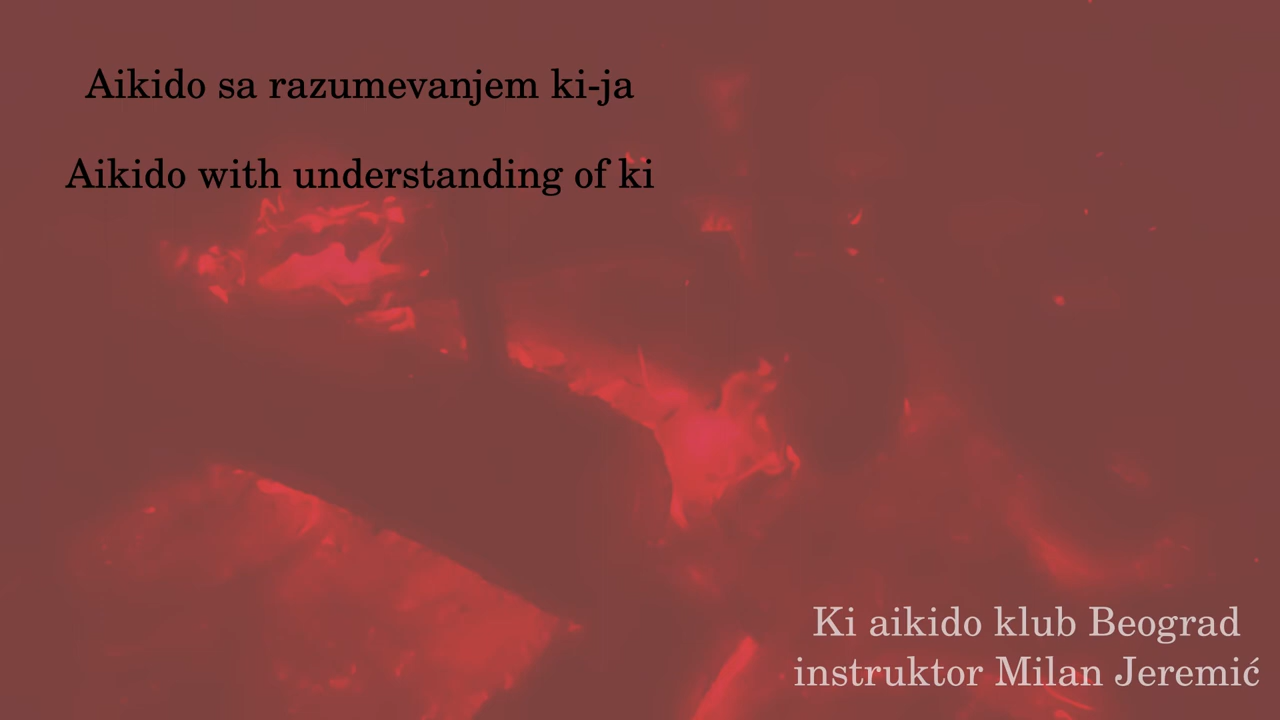 Aikido sa razumevanjem ki-ja
Aikido with understanding of ki
Ki aikido klub Beograd
instruktor Milan Jeremić